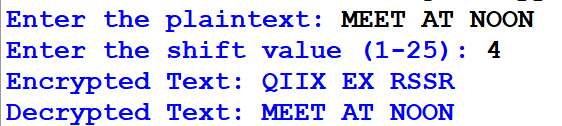 Enter the plaintext: MEET AT NOON
Enter the shift value (1-25): 4
Encrypted Text: QIIX EX RSSR
Decrypted Text: MEET AT NOON